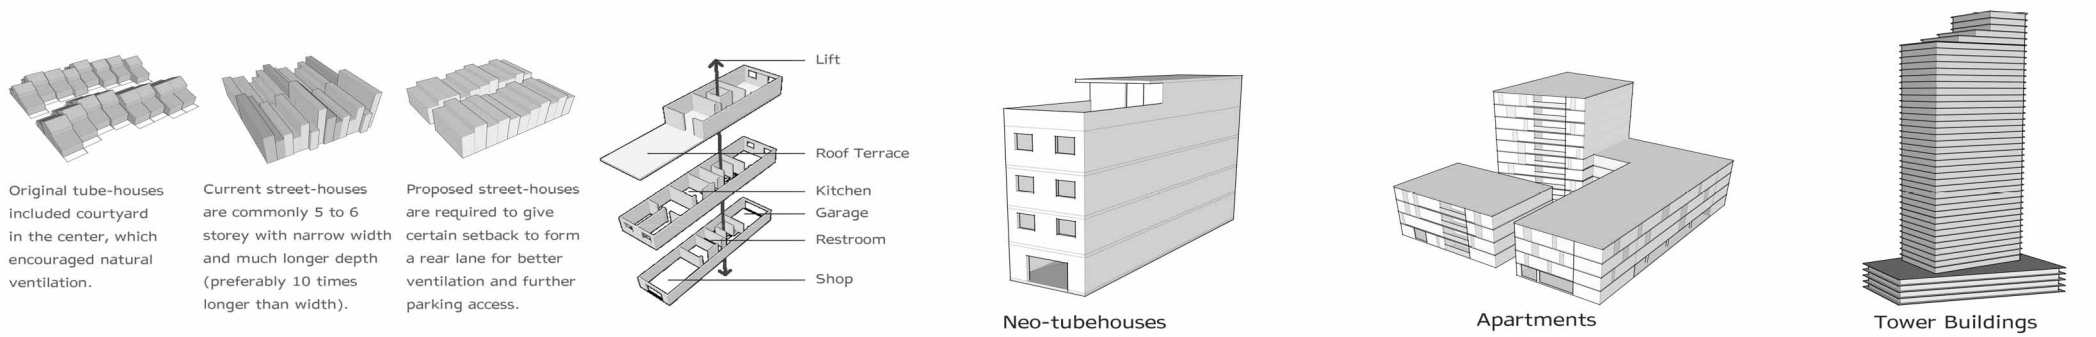 Original tube-houses
included courtyard
in the center, which
encouraged natural
ventilation.
Current street-houses
are commonly 5 to 6
storey with narrow width
and much longer depth
(preferably 10 times
longer than width).
Proposed street-houses
are required to give
certain setback to form
a rear lane for better
ventilation and further
parking access.
Lift
Roof Terrace
Kitchen
Garage
Restroom
Shop
Neo-tubehouses
Apartments
Tower Buildings